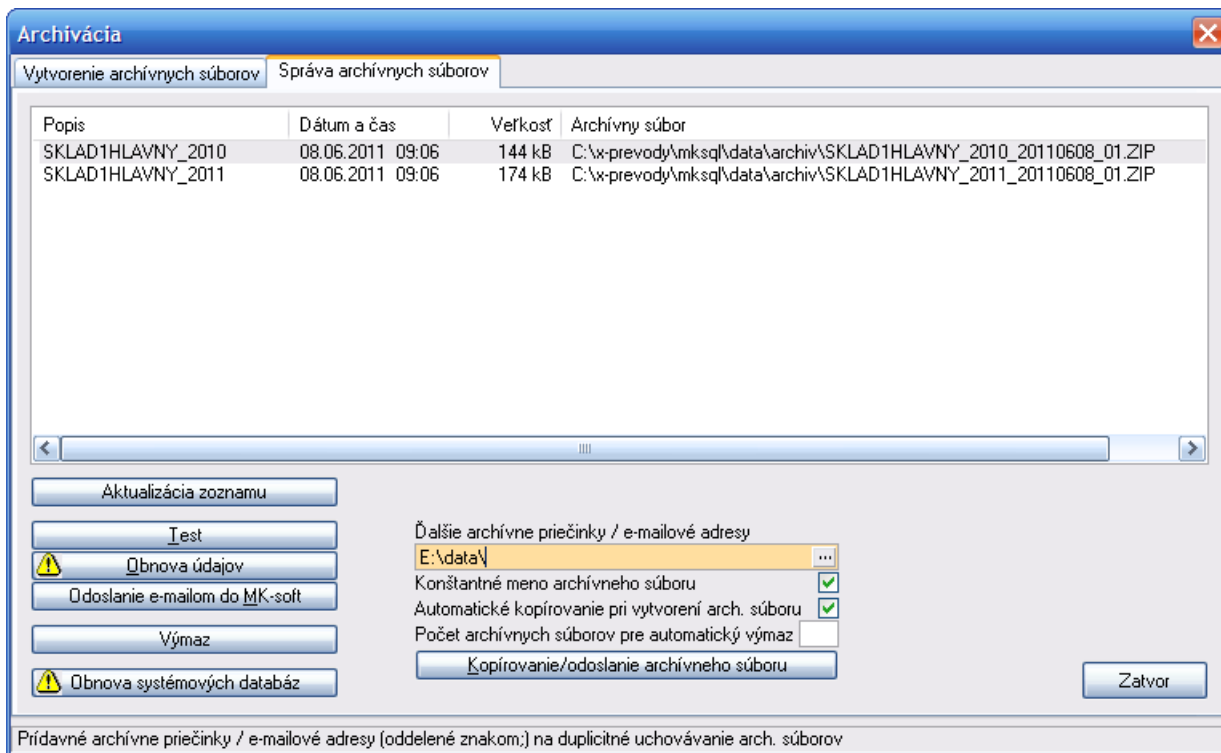 Archivácia
Vytvorenie archívnych súborov
Správa archívnych súborov
Popis Dátum a čas Veľkosť Archívny súbor
SKLAD1HLAVNY_2010 08.06.2011 09:06 144 kB C:\x-prevody\mksql\data\archiv\SKLAD1HLAVNY_2010_20110608_01.ZIP
SKLAD1HLAVNY_2011 08.06.2011 09:06 174 kB C:\x-prevody\mksql\data\archiv\SKLAD1HLAVNY_2011_20110608_01.ZIP
Aktualizácia zoznamu
Test
Obnova údajov
Odoslanie e-mailom do MK-soft
Výmaz
Obnova systémových databáz
Ďalšie archívne priečinky / e-mailové adresy
E:\data\
...
Konštantné meno archívneho súboru
Automatické kopírovanie pri vytvorení arch. súboru
Počet archívnych súborov pre automatický výmaz
Kopírovanie/odoslanie archívneho súboru
Zatvor
Prídavné archívne priečinky / e-mailové adresy (oddelené znakom;) na duplicitné uchovávanie arch. súborov